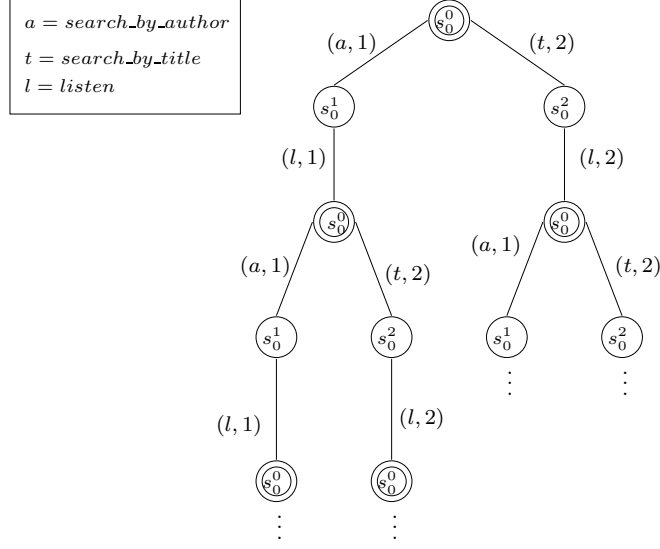 a = search_by_author
t = search_by_title
l = listen
s_0^0
(a, 1) (t, 2)
s_0^1 s_0^2
(l, 1) (l, 2)
s_0^0 s_0^0
(a, 1) (t, 2) (a, 1) (t, 2)
s_0^1 s_0^2 s_0^1 s_0^2
⋮ ⋮
(l, 1) (l, 2)
s_0^0 s_0^0
⋮ ⋮